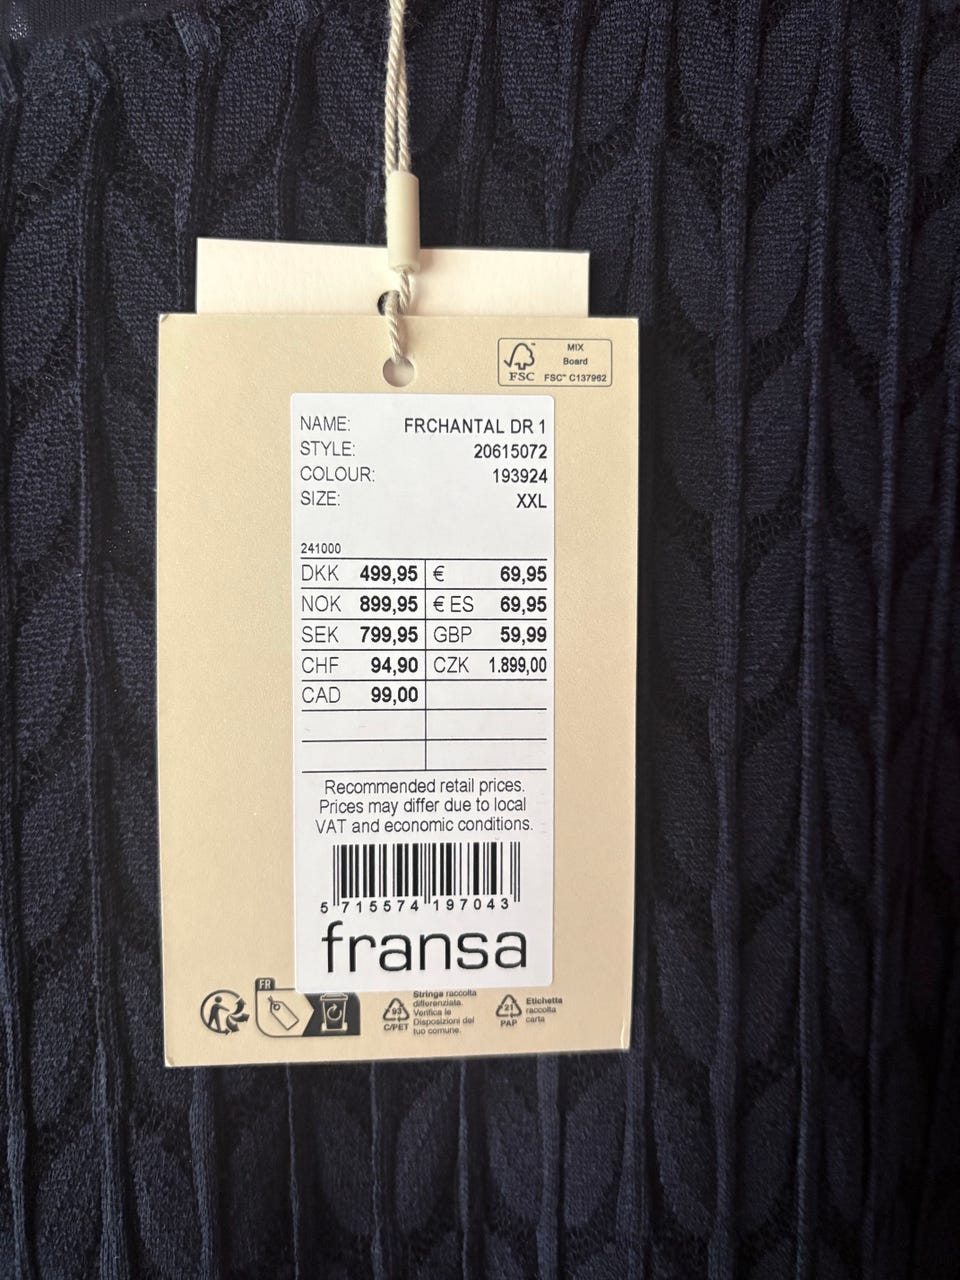 MIX
Board
FSC™ C137962
FSC
NAME: FRCHANTAL DR 1
STYLE: 20615072
COLOUR: 193924
SIZE: XXL
241000
DKK 499,95 € 69,95
NOK 899,95 € ES 69,95
SEK 799,95 GBP 59,99
CHF 94,90 CZK 1.899,00
CAD 99,00
Recommended retail prices.
Prices may differ due to local
VAT and economic conditions.
5 715574 197043
fransa
FR
93
C/PET
Stringa raccolta
differenziata.
Verifica le
Disposizioni del
tuo comune.
21
PAP
Etichetta
raccolta
carta